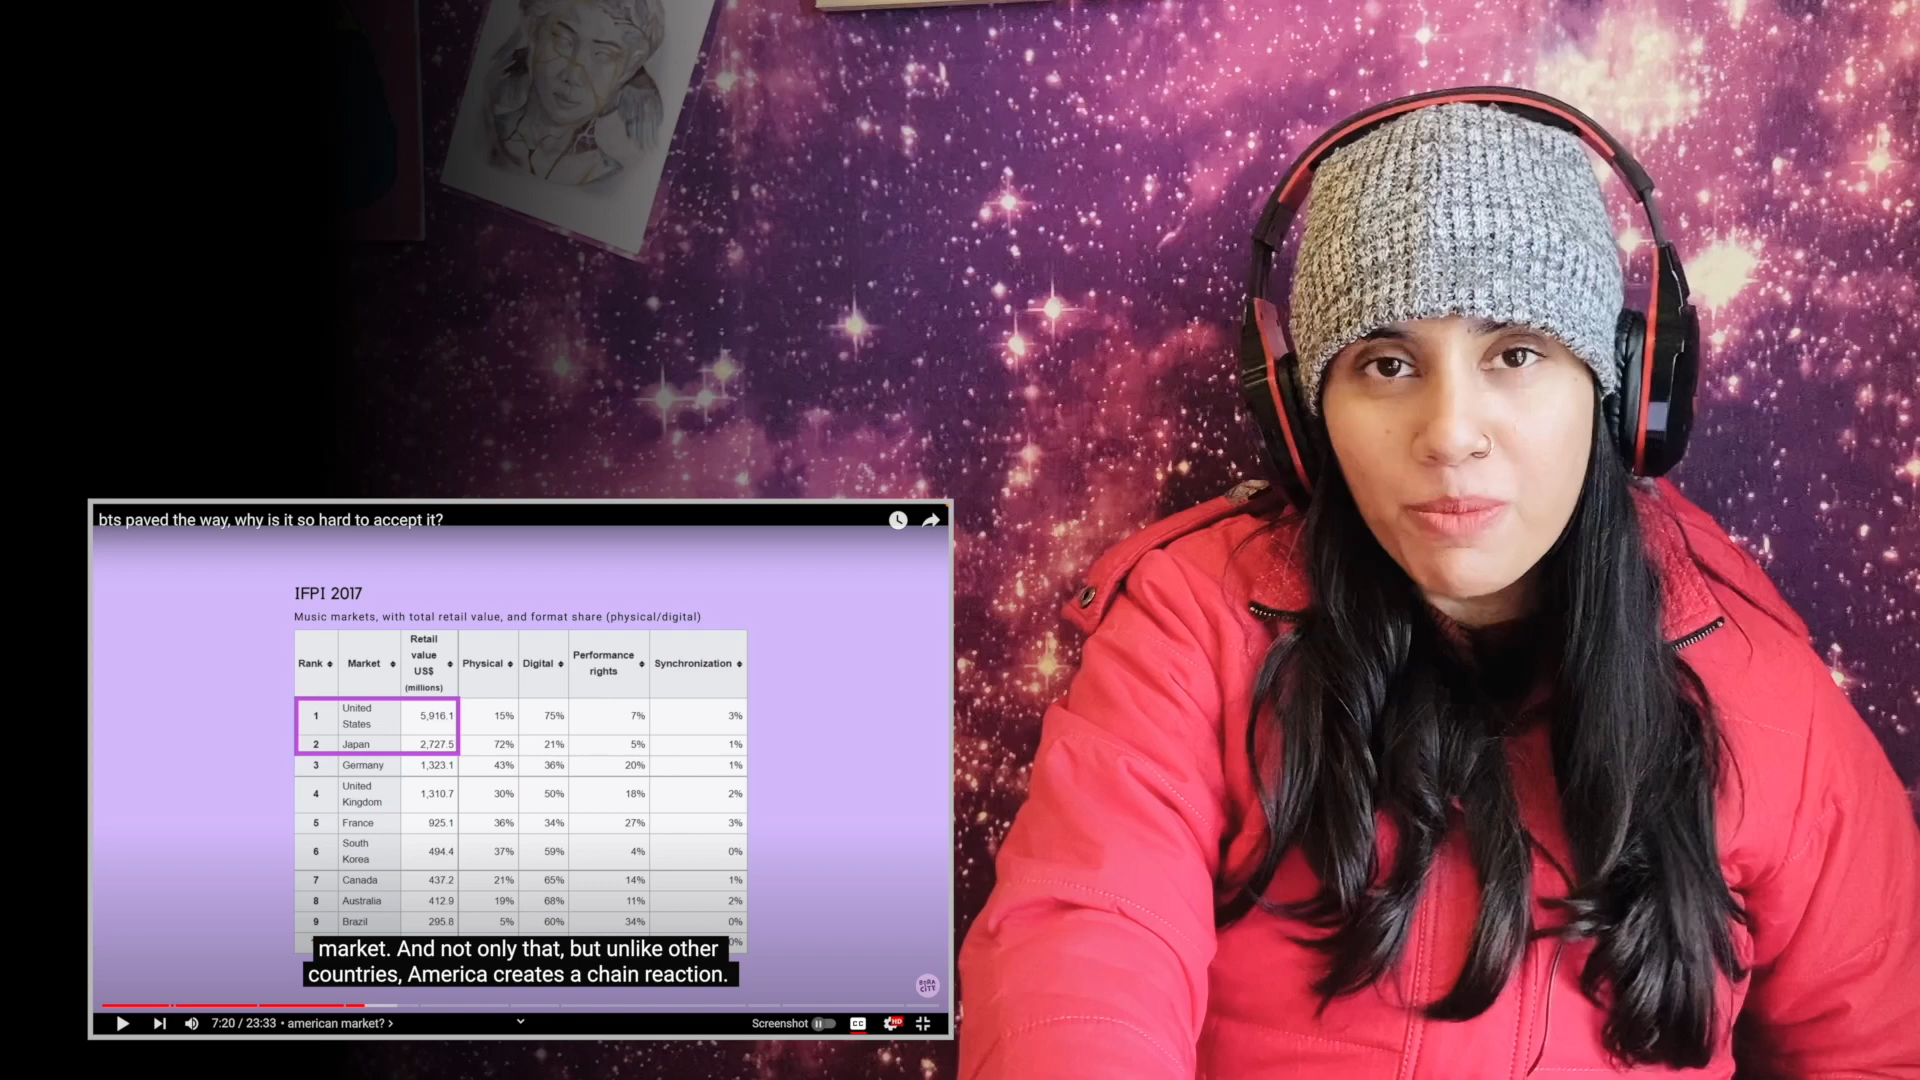 bts paved the way, why is it so hard to accept it?
IFPI 2017
Music markets, with total retail value, and format share (physical/digital)
Rank Market Retail value US$ (millions) Physical Digital Performance rights Synchronization
1 United States 5,916.1 15% 75% 7% 3%
2 Japan 2,727.5 72% 21% 5% 1%
3 Germany 1,323.1 43% 36% 20% 1%
4 United Kingdom 1,310.7 30% 50% 18% 2%
5 France 925.1 36% 34% 27% 3%
6 South Korea 494.4 37% 59% 4% 0%
7 Canada 437.2 21% 65% 14% 1%
8 Australia 412.9 19% 68% 11% 2%
9 Brazil 295.8 5% 60% 34% 0%
0%
market. And not only that, but unlike other
countries, America creates a chain reaction.
BORA
CITE
7:20 / 23:33 • american market? >
Screenshot
CC
HD